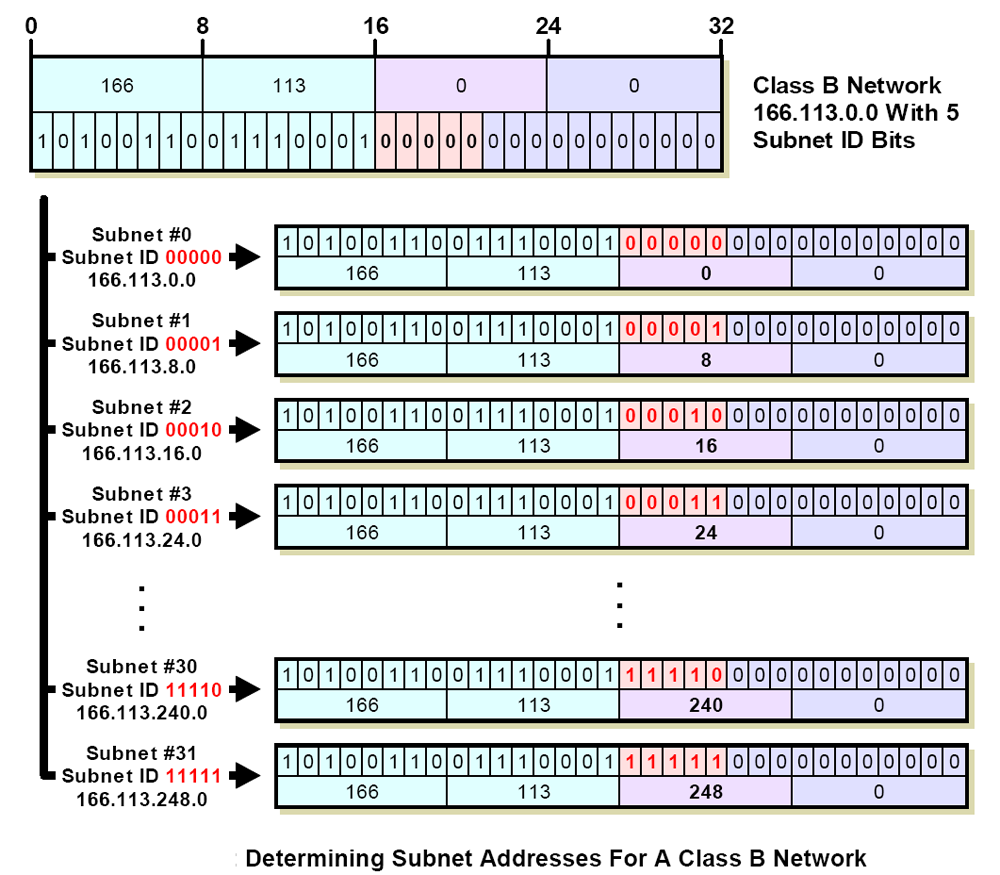 0 8 16 24 32
166 113 0 0
1 0 1 0 0 1 1 0 0 1 1 1 0 0 0 1 0 0 0 0 0 0 0 0 0 0 0 0 0 0 0 0
Class B Network
166.113.0.0 With 5
Subnet ID Bits
Subnet #0
Subnet ID 00000
166.113.0.0
1 0 1 0 0 1 1 0 0 1 1 1 0 0 0 1 0 0 0 0 0 0 0 0 0 0 0 0 0 0 0 0
166 113 0 0
Subnet #1
Subnet ID 00001
166.113.8.0
1 0 1 0 0 1 1 0 0 1 1 1 0 0 0 1 0 0 0 0 1 0 0 0 0 0 0 0 0 0 0 0
166 113 8 0
Subnet #2
Subnet ID 00010
166.113.16.0
1 0 1 0 0 1 1 0 0 1 1 1 0 0 0 1 0 0 0 1 0 0 0 0 0 0 0 0 0 0 0 0
166 113 16 0
Subnet #3
Subnet ID 00011
166.113.24.0
1 0 1 0 0 1 1 0 0 1 1 1 0 0 0 1 0 0 0 1 1 0 0 0 0 0 0 0 0 0 0 0
166 113 24 0
Subnet #30
Subnet ID 11110
166.113.240.0
1 0 1 0 0 1 1 0 0 1 1 1 0 0 0 1 1 1 1 1 0 0 0 0 0 0 0 0 0 0 0 0
166 113 240 0
Subnet #31
Subnet ID 11111
166.113.248.0
1 0 1 0 0 1 1 0 0 1 1 1 0 0 0 1 1 1 1 1 1 0 0 0 0 0 0 0 0 0 0 0
166 113 248 0
: Determining Subnet Addresses For A Class B Network